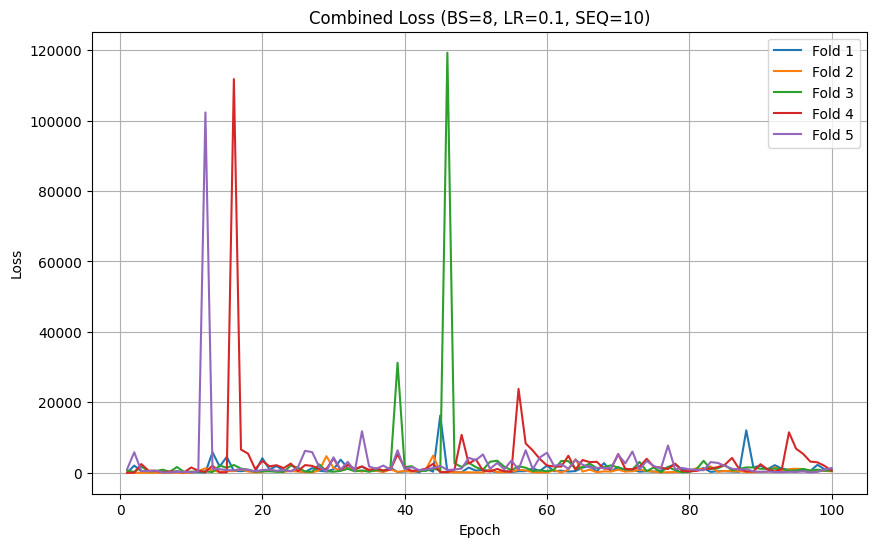 Combined Loss (BS=8, LR=0.1, SEQ=10)
Fold 1
Fold 2
Fold 3
Fold 4
Fold 5
120000
100000
80000
60000
40000
20000
0
Loss
0
20
40
60
80
100
Epoch